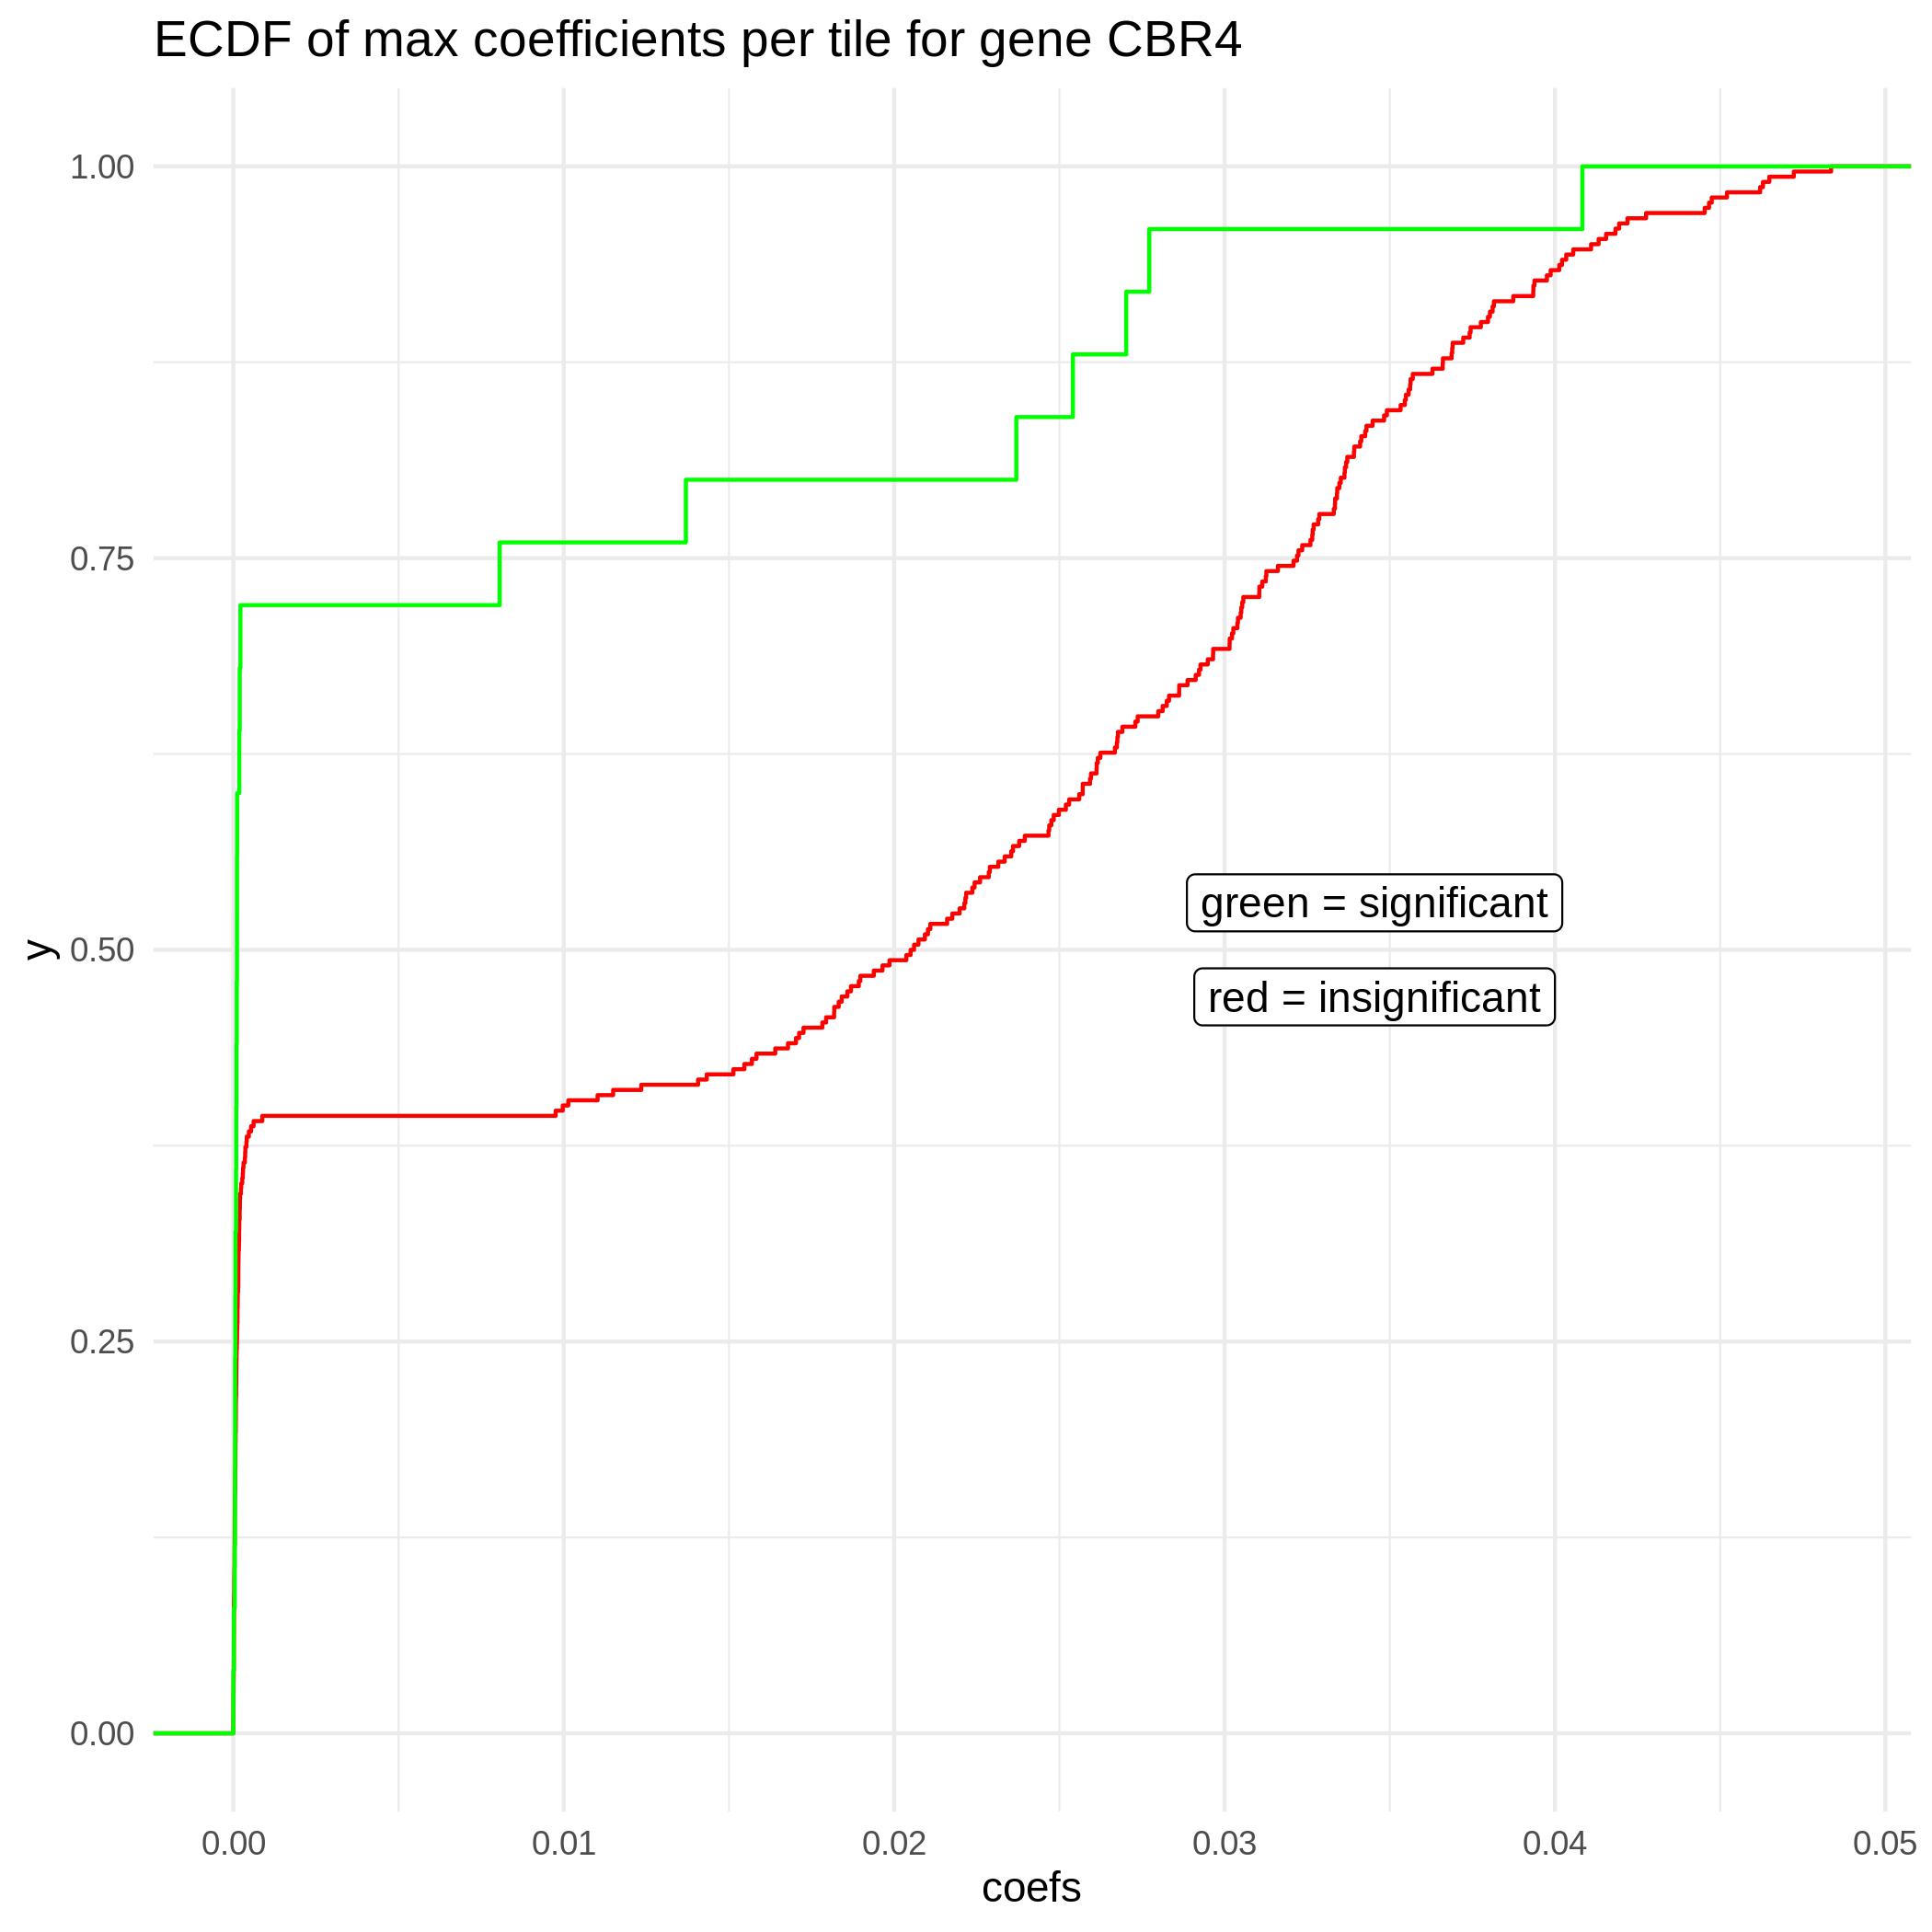 ECDF of max coefficients per tile for gene CBR4
1.00
0.75
0.50
0.25
0.00
y
green = significant
red = insignificant
0.00 0.01 0.02 0.03 0.04 0.05
coefs